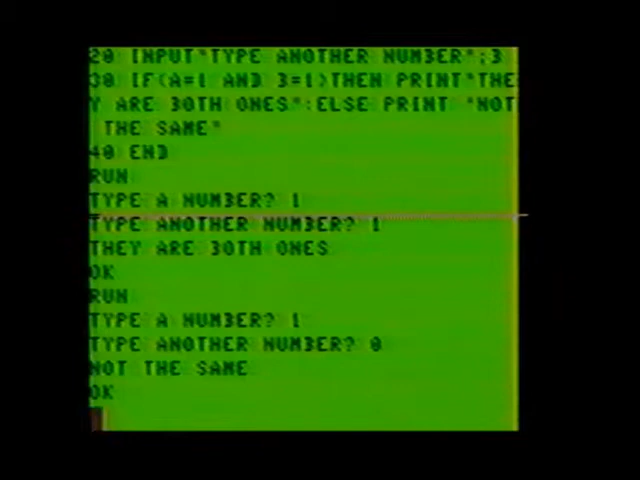 20 INPUT"TYPE ANOTHER NUMBER";B
30 IF(A=1 AND B=1)THEN PRINT"THE
Y ARE BOTH ONES":ELSE PRINT "NOT
THE SAME"
40 END
RUN
TYPE A NUMBER? 1
TYPE ANOTHER NUMBER? 1
THEY ARE BOTH ONES
OK
RUN
TYPE A NUMBER? 1
TYPE ANOTHER NUMBER? 0
NOT THE SAME
OK